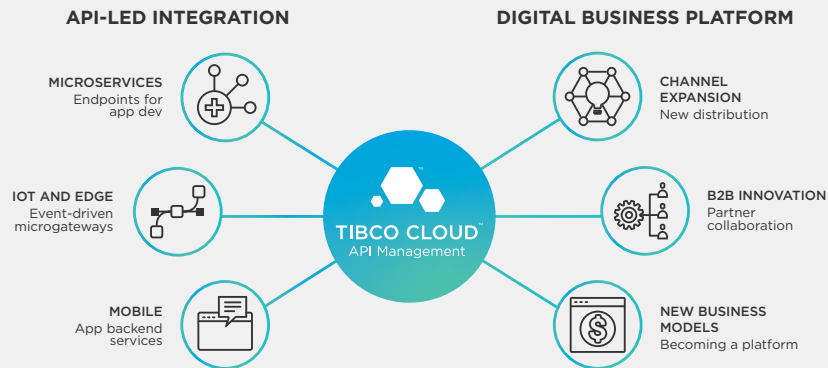 API-LED INTEGRATION
MICROSERVICES
Endpoints for
app dev
IOT AND EDGE
Event-driven
microgateways
MOBILE
App backend
services
TIBCO CLOUD™
API Management
DIGITAL BUSINESS PLATFORM
CHANNEL
EXPANSION
New distribution
B2B INNOVATION
Partner
collaboration
NEW BUSINESS
MODELS
Becoming a platform